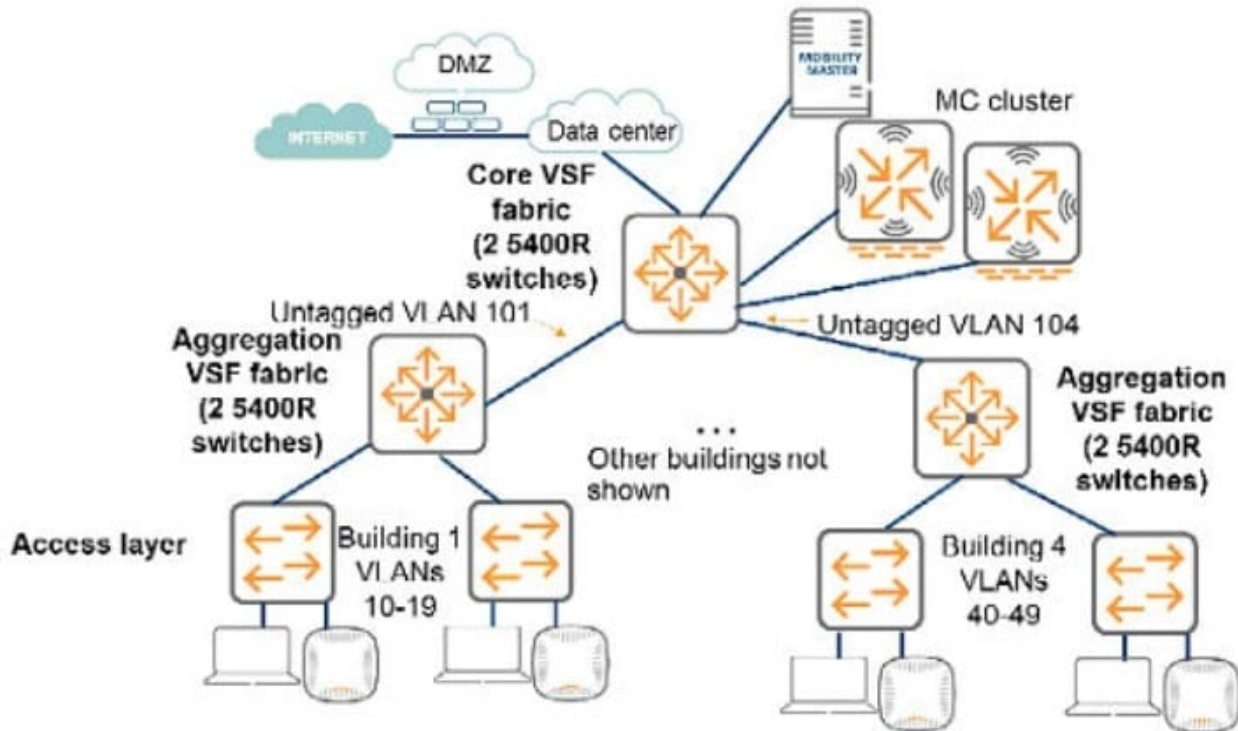 DMZ
INTERNET
Data center
MOBILITY
MASTER
MC cluster
Core VSF
fabric
(2 5400R
switches)
Untagged VLAN 101
Untagged VLAN 104
Aggregation
VSF fabric
(2 5400R
switches)
Aggregation
VSF fabric
(2 5400R
switches)
...
Other buildings not
shown
Access layer
Building 1
VLANs
10-19
Building 4
VLANs
40-49